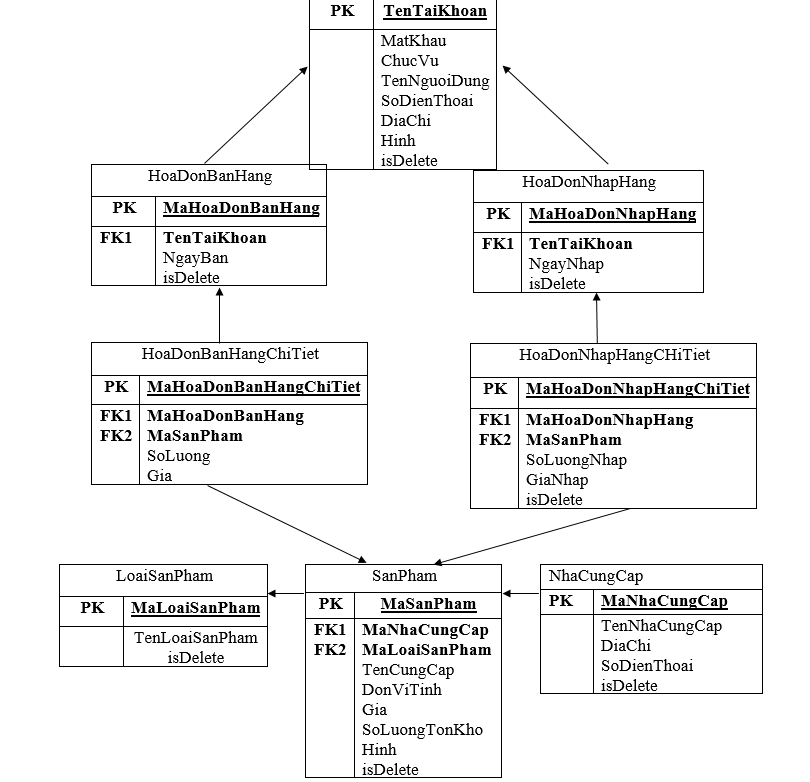 PK TenTaiKhoan
MatKhau
ChucVu
TenNguoiDung
SoDienThoai
DiaChi
Hinh
isDelete
HoaDonBanHang
PK MaHoaDonBanHang
FK1 TenTaiKhoan
NgayBan
isDelete
HoaDonNhapHang
PK MaHoaDonNhapHang
FK1 TenTaiKhoan
NgayNhap
isDelete
HoaDonBanHangChiTiet
PK MaHoaDonBanHangChiTiet
FK1 MaHoaDonBanHang
FK2 MaSanPham
SoLuong
Gia
HoaDonNhapHangCHiTiet
PK MaHoaDonNhapHangChiTiet
FK1 MaHoaDonNhapHang
FK2 MaSanPham
SoLuongNhap
GiaNhap
isDelete
LoaiSanPham
PK MaLoaiSanPham
TenLoaiSanPham
isDelete
SanPham
PK MaSanPham
FK1 MaNhaCungCap
FK2 MaLoaiSanPham
TenCungCap
DonViTinh
Gia
SoLuongTonKho
Hinh
isDelete
NhaCungCap
PK MaNhaCungCap
TenNhaCungCap
DiaChi
SoDienThoai
isDelete